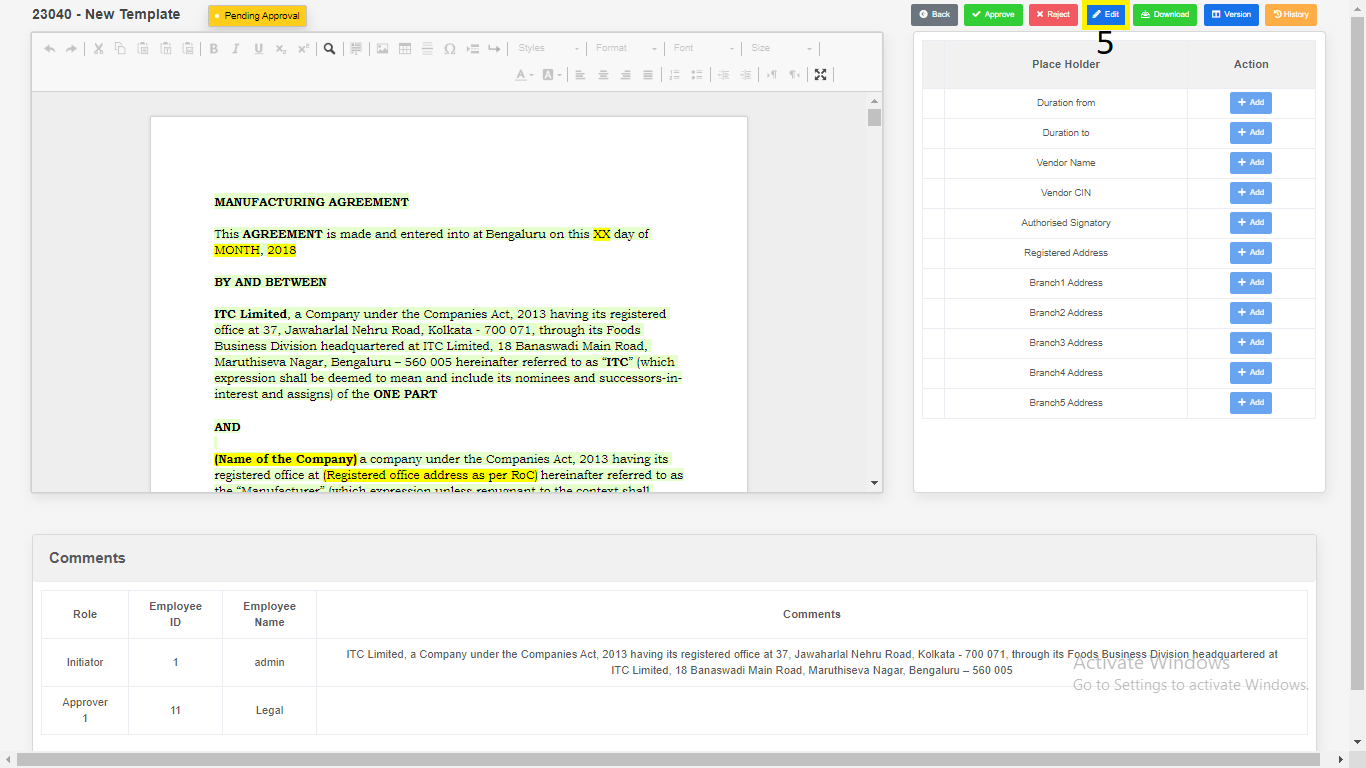 23040 - New Template
Pending Approval
Back
Approve
Reject
Edit
Download
Version
History
5
Styles
Format
Font
Size
MANUFACTURING AGREEMENT
This AGREEMENT is made and entered into at Bengaluru on this XX day of
MONTH, 2018
BY AND BETWEEN
ITC Limited, a Company under the Companies Act, 2013 having its registered
office at 37, Jawaharlal Nehru Road, Kolkata - 700 071, through its Foods
Business Division headquartered at ITC Limited, 18 Banaswadi Main Road,
Maruthiseva Nagar, Bengaluru – 560 005 hereinafter referred to as “ITC” (which
expression shall be deemed to mean and include its nominees and successors-in-
interest and assigns) of the ONE PART
AND
(Name of the Company) a company under the Companies Act, 2013 having its
registered office at (Registered office address as per RoC) hereinafter referred to as
the “Manufacturer” (which expression unless repugnant to the context shall
Place Holder Action
Duration from Add
Duration to Add
Vendor Name Add
Vendor CIN Add
Authorised Signatory Add
Registered Address Add
Branch1 Address Add
Branch2 Address Add
Branch3 Address Add
Branch4 Address Add
Branch5 Address Add
Comments
Role Employee ID Employee Name Comments
Initiator 1 admin ITC Limited, a Company under the Companies Act, 2013 having its registered office at 37, Jawaharlal Nehru Road, Kolkata - 700 071, through its Foods Business Division headquartered at
ITC Limited, 18 Banaswadi Main Road, Maruthiseva Nagar, Bengaluru – 560 005
Approver 1 11 Legal
Activate Windows
Go to Settings to activate Windows.